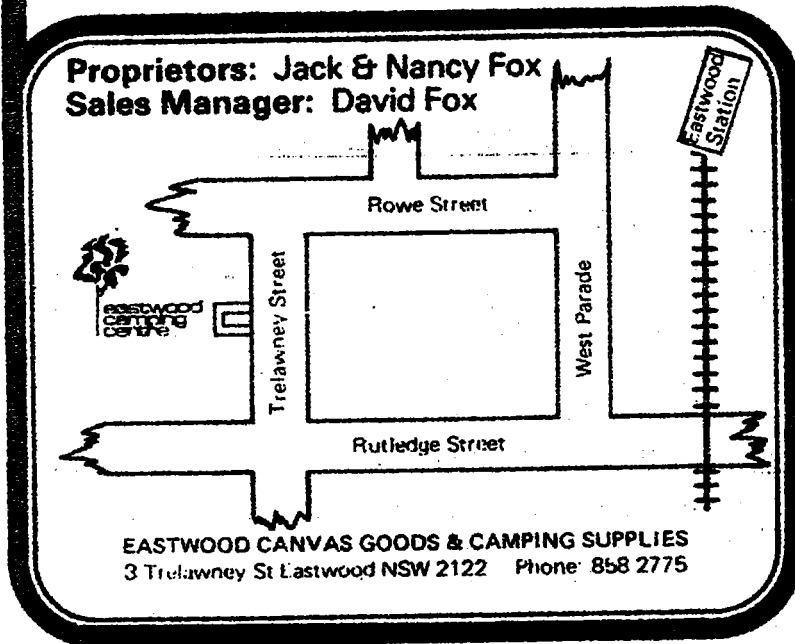 Proprietors: Jack & Nancy Fox
Sales Manager: David Fox
Eastwood
Station
Rowe Street
Trelawney Street
West Parade
eastwood
camping
centre
Rutledge Street
EASTWOOD CANVAS GOODS & CAMPING SUPPLIES
3 Trelawney St Eastwood NSW 2122 Phone: 858 2775